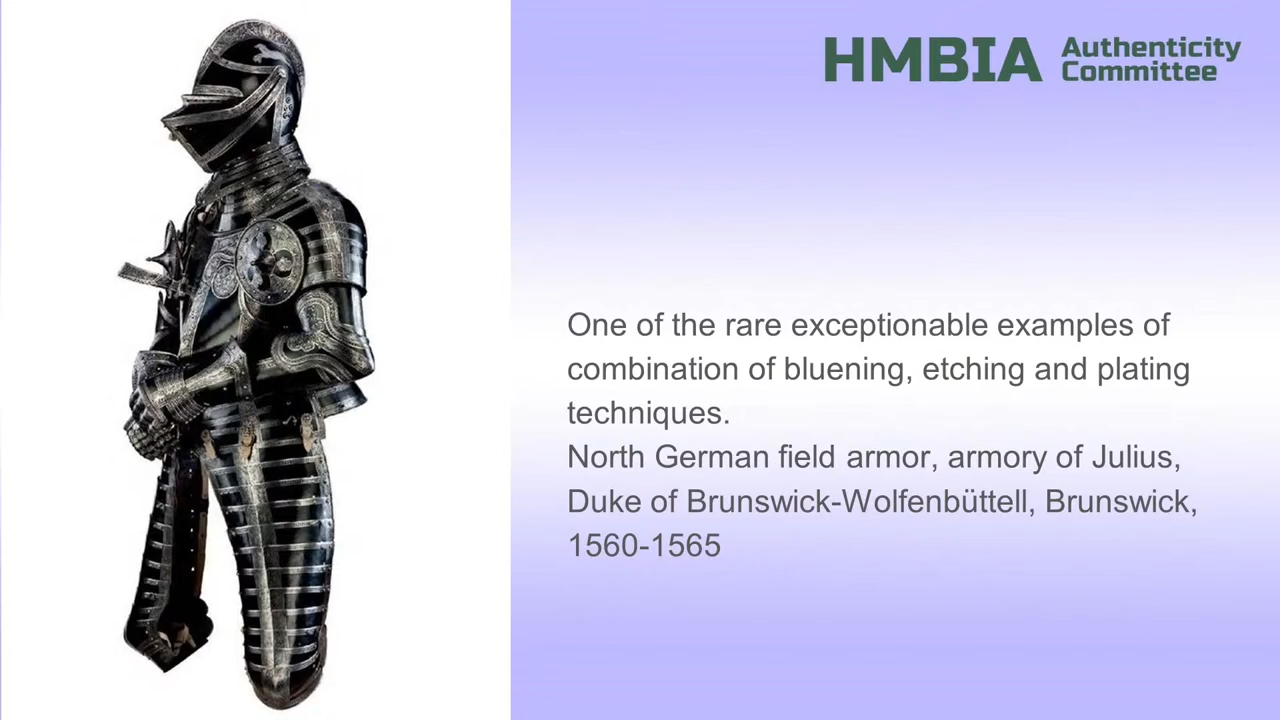 HMBIA Authenticity
Committee
One of the rare exceptionable examples of
combination of bluening, etching and plating
techniques.
North German field armor, armory of Julius,
Duke of Brunswick-Wolfenbüttell, Brunswick,
1560-1565